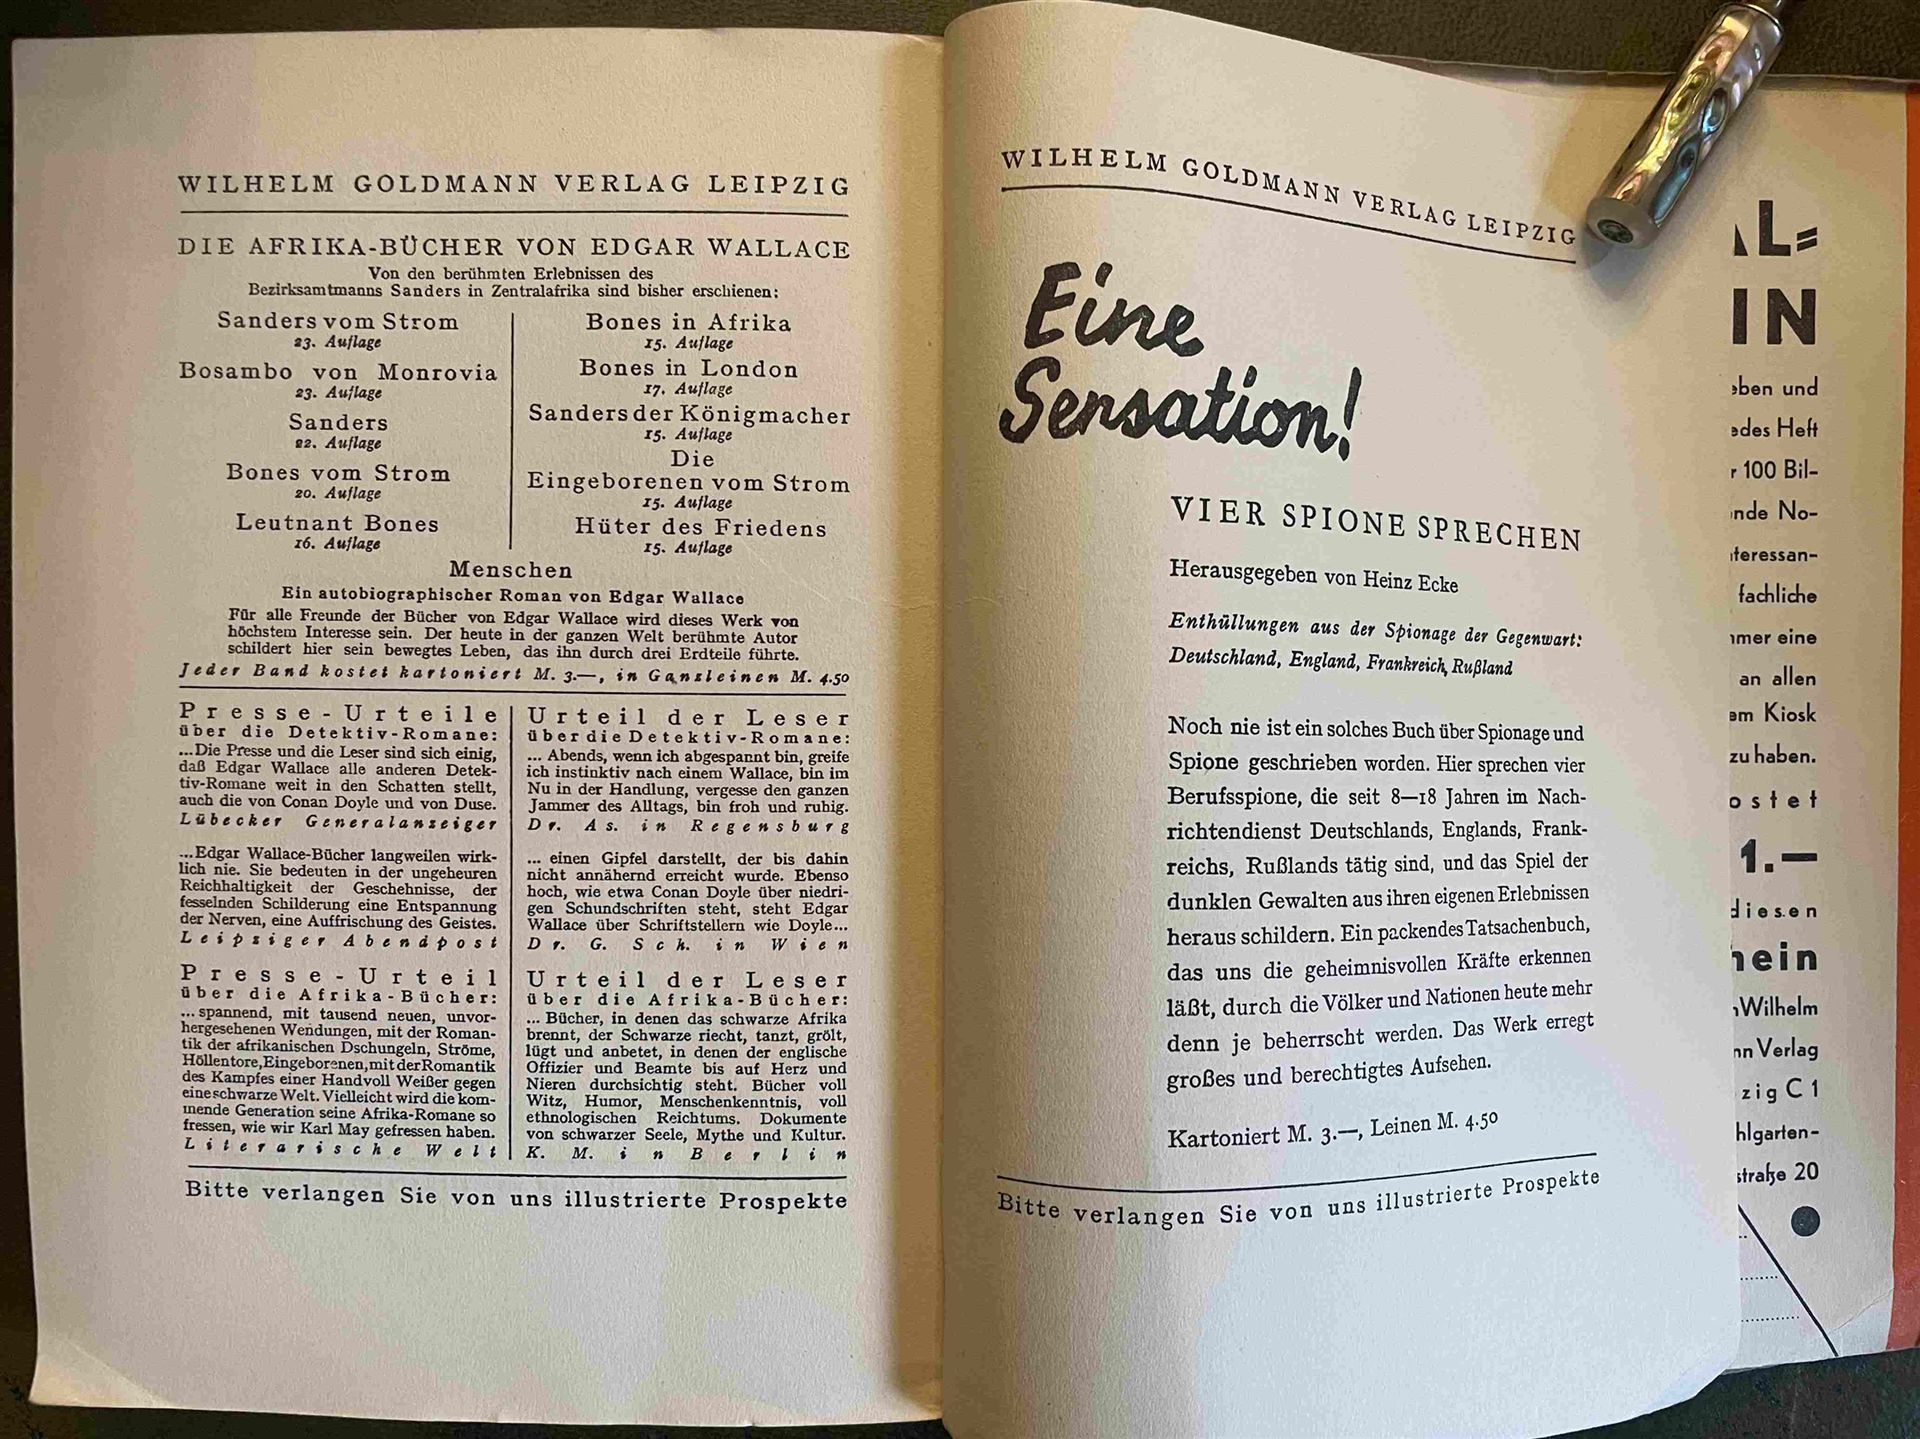 WILHELM GOLDMANN VERLAG LEIPZIG
DIE AFRIKA-BÜCHER VON EDGAR WALLACE
Von den berühmten Erlebnissen des
Bezirksamtmanns Sanders in Zentralafrika sind bisher erschienen:
Sanders vom Strom
23. Auflage
Bosambo von Monrovia
23. Auflage
Sanders
22. Auflage
Bones vom Strom
20. Auflage
Leutnant Bones
16. Auflage
Bones in Afrika
15. Auflage
Bones in London
17. Auflage
Sanders der Königmacher
15. Auflage
Die
Eingeborenen vom Strom
15. Auflage
Hüter des Friedens
15. Auflage
Menschen
Ein autobiographischer Roman von Edgar Wallace
Für alle Freunde der Bücher von Edgar Wallace wird dieses Werk von
höchstem Interesse sein. Der heute in der ganzen Welt berühmte Autor
schildert hier sein bewegtes Leben, das ihn durch drei Erdteile führte.
Jeder Band kostet kartoniert M. 3.—, in Ganzleinen M. 4.50
Presse-Urteile
über die Detektiv-Romane:
...Die Presse und die Leser sind sich einig,
daß Edgar Wallace alle anderen Detek-
tiv-Romane weit in den Schatten stellt,
auch die von Conan Doyle und von Duse.
Lübecker Generalanzeiger
...Edgar Wallace-Bücher langweilen wirk-
lich nie. Sie bedeuten in der ungeheuren
Reichhaltigkeit der Geschehnisse, der
fesselnden Schilderung eine Entspannung
der Nerven, eine Auffrischung des Geistes.
Leipziger Abendpost
Presse-Urteil
über die Afrika-Bücher:
...spannend, mit tausend neuen, unvor-
hergesehenen Wendungen, mit der Roman-
tik der afrikanischen Dschungeln, Ströme,
Höllentore, Eingeborenen, mit der Romantik
des Kampfes einer Handvoll Weißer gegen
eine schwarze Welt. Vielleicht wird die kom-
mende Generation seine Afrika-Romane so
fressen, wie wir Karl May gefressen haben.
Literarische Welt
Urteil der Leser
über die Detektiv-Romane:
... Abends, wenn ich abgespannt bin, greife
ich instinktiv nach einem Wallace, bin im
Nu in der Handlung, vergesse den ganzen
Jammer des Alltags, bin froh und ruhig.
Dr. As. in Regensburg
... einen Gipfel darstellt, der bis dahin
nicht annähernd erreicht wurde. Ebenso
hoch, wie etwa Conan Doyle über niedri-
gen Schundschriften steht, steht Edgar
Wallace über Schriftstellern wie Doyle...
Dr. G. Sch. in Wien
Urteil der Leser
über die Afrika-Bücher:
... Bücher, in denen das schwarze Afrika
brennt, der Schwarze riecht, tanzt, grölt,
lügt und anbetet, in denen der englische
Offizier und Beamte bis auf Herz und
Nieren durchsichtig steht. Bücher voll
Witz, Humor, Menschenkenntnis, voll
ethnologischen Reichtums. Dokumente
von schwarzer Seele, Mythe und Kultur.
K. M. in Berlin
Bitte verlangen Sie von uns illustrierte Prospekte
WILHELM GOLDMANN VERLAG LEIPZIG
Eine
Sensation!
VIER SPIONE SPRECHEN
Herausgegeben von Heinz Ecke
Enthüllungen aus der Spionage der Gegenwart:
Deutschland, England, Frankreich, Rußland
Noch nie ist ein solches Buch über Spionage und
Spione geschrieben worden. Hier sprechen vier
Berufsspione, die seit 8—18 Jahren im Nach-
richtendienst Deutschlands, Englands, Frank-
reichs, Rußlands tätig sind, und das Spiel der
dunklen Gewalten aus ihren eigenen Erlebnissen
heraus schildern. Ein packendes Tatsachenbuch,
das uns die geheimnisvollen Kräfte erkennen
läßt, durch die Völker und Nationen heute mehr
denn je beherrscht werden. Das Werk erregt
großes und berechtigtes Aufsehen.
Kartoniert M. 3.—, Leinen M. 4.50
Bitte verlangen Sie von uns illustrierte Prospekte
AL=
IN
eben und
edes Heft
r 100 Bil-
nde No-
teressan-
fachliche
mmer eine
an allen
em Kiosk
zu haben.
ostet
1.—
diesen
hein
Wilhelm
nn Verlag
zig C 1
hlgarten-
straße 20